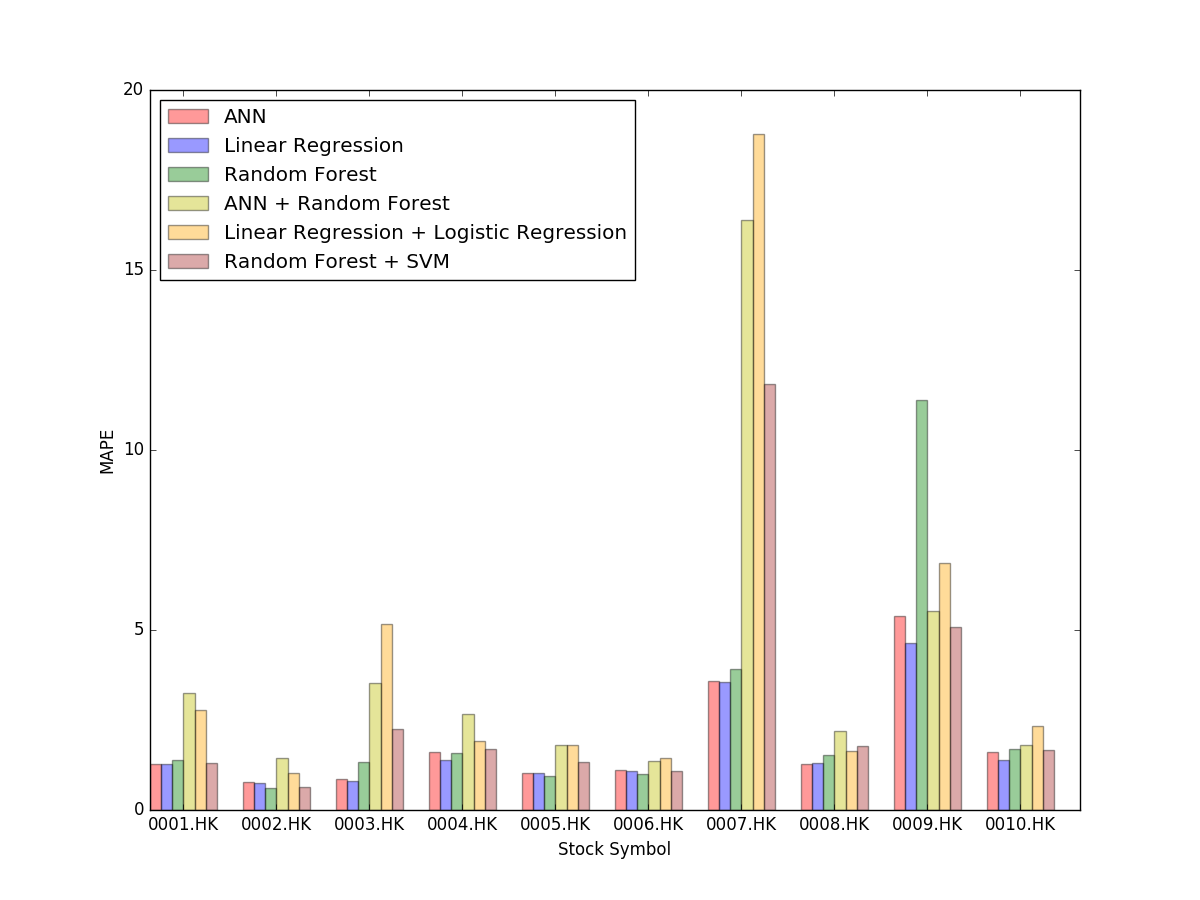 20
15
10
5
0
MAPE
ANN
Linear Regression
Random Forest
ANN + Random Forest
Linear Regression + Logistic Regression
Random Forest + SVM
0001.HK 0002.HK 0003.HK 0004.HK 0005.HK 0006.HK 0007.HK 0008.HK 0009.HK 0010.HK
Stock Symbol